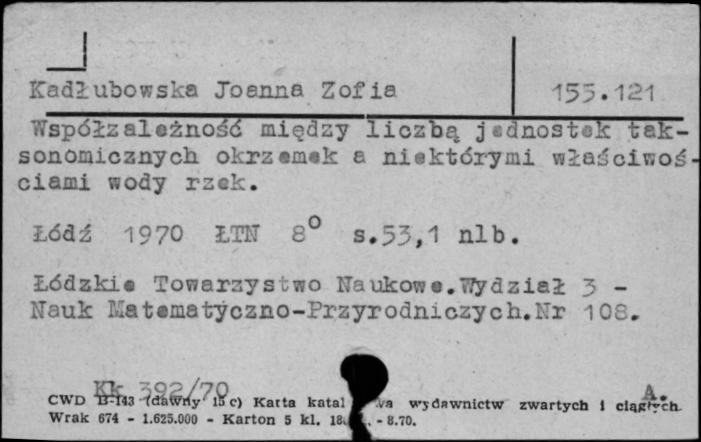 Kadłubowska Joanna Zofia 155.121
Współzależność między liczbą jednostek tak-
sonomicznych okrzemek a niektórymi właściwoś-
ciami wody rzek.
Łódź 1970 ŁTN 8° s.53,1 nlb.
Łódzkie Towarzystwo Naukowe.Wydział 3 -
Nauk Matematyczno-Przyrodniczych.Nr 108.
Kk 392/70 A.
CWD B-143 (dawny 15 c) Karta wydawnictw zwartych i ciągłych.
Wrak 674 - 1.625.000 - Karton 5 kl. - 8.70.